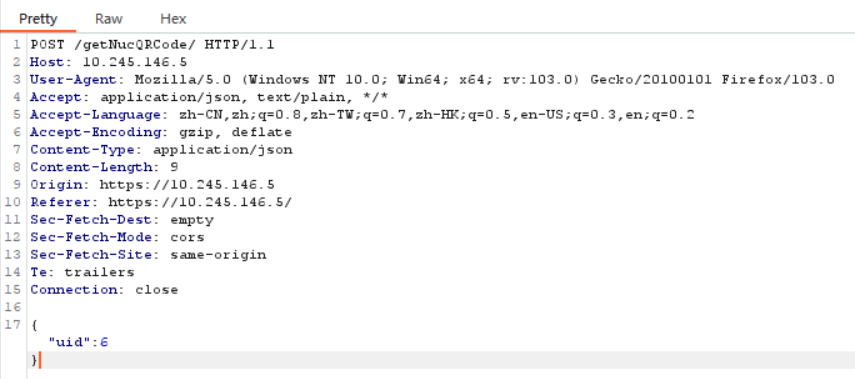 Pretty Raw Hex
1 POST /getNucQRCode/ HTTP/1.1
2 Host: 10.245.146.5
3 User-Agent: Mozilla/5.0 (Windows NT 10.0; Win64; x64; rv:103.0) Gecko/20100101 Firefox/103.0
4 Accept: application/json, text/plain, */*
5 Accept-Language: zh-CN,zh;q=0.8,zh-TW;q=0.7,zh-HK;q=0.5,en-US;q=0.3,en;q=0.2
6 Accept-Encoding: gzip, deflate
7 Content-Type: application/json
8 Content-Length: 9
9 Origin: https://10.245.146.5
10 Referer: https://10.245.146.5/
11 Sec-Fetch-Dest: empty
12 Sec-Fetch-Mode: cors
13 Sec-Fetch-Site: same-origin
14 Te: trailers
15 Connection: close
16
17 {
"uid":6
}